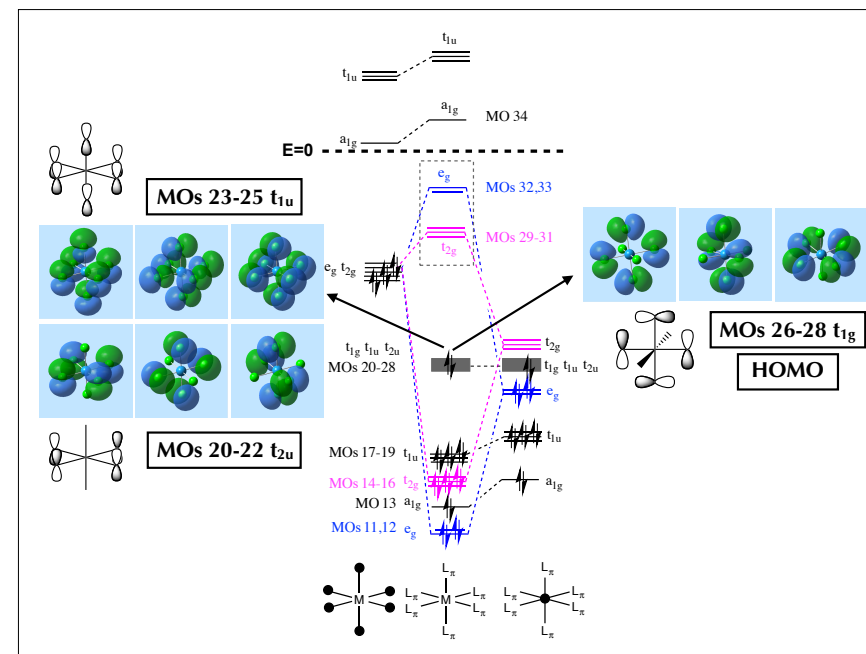 t1u
t1u
a1g
MO 34
a1g
E=0
eg
MOs 32,33
MOs 23-25 t1u
MOs 29-31
t2g
eg t2g
MOs 26-28 t1g
HOMO
t1g t1u t2u
MOs 20-28
t2g
t1g t1u t2u
eg
MOs 20-22 t2u
MOs 17-19 t1u
t1u
MOs 14-16 t2g
MO 13 a1g
a1g
MOs 11,12 eg
Lπ Lπ
M Lπ M Lπ Lπ Lπ
Lπ Lπ Lπ Lπ
Lπ Lπ